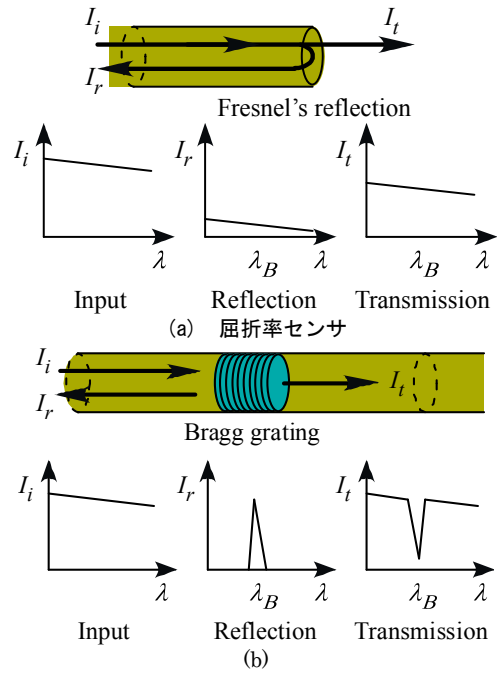 I_i
I_t
I_r
Fresnel's reflection
I_i
I_r
I_t
λ
λ_B
λ
λ_B
λ
Input
Reflection
Transmission
(a) 屈折率センサ
I_i
I_r
I_t
Bragg grating
I_i
I_r
I_t
λ
λ_B
λ
λ_B
λ
Input
Reflection
Transmission
(b)